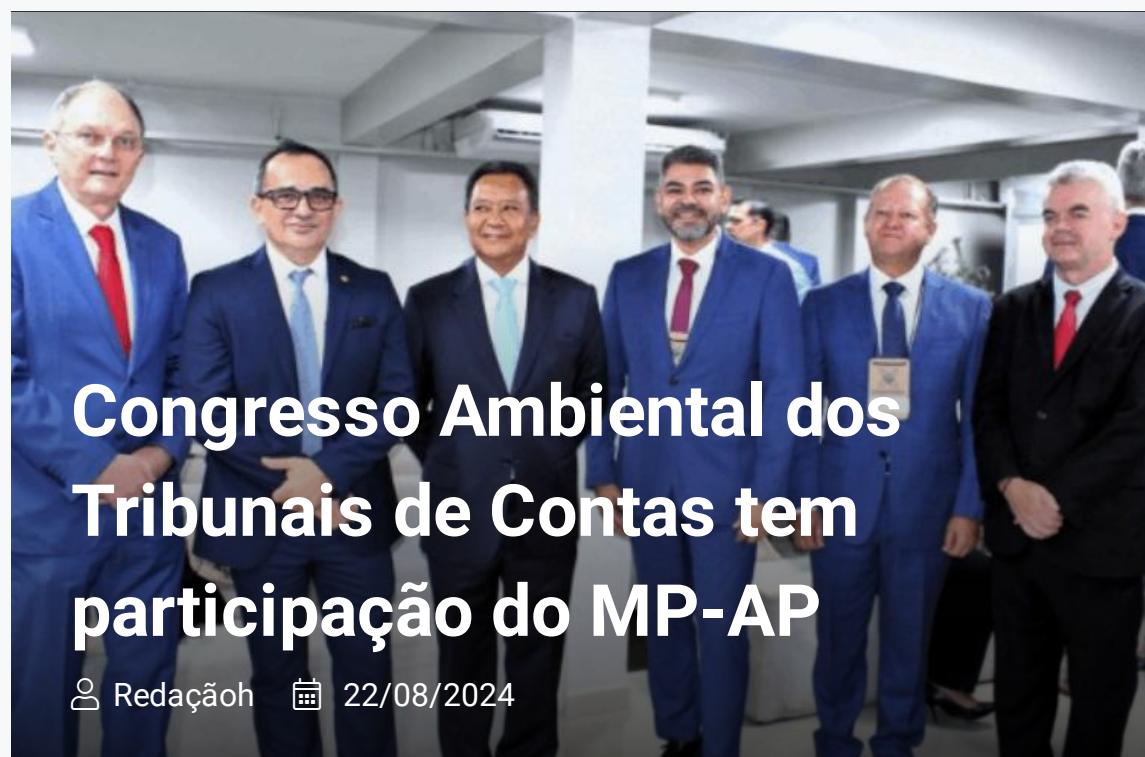 Congresso Ambiental dos
Tribunais de Contas tem
participação do MP-AP
Redaçãoh 22/08/2024